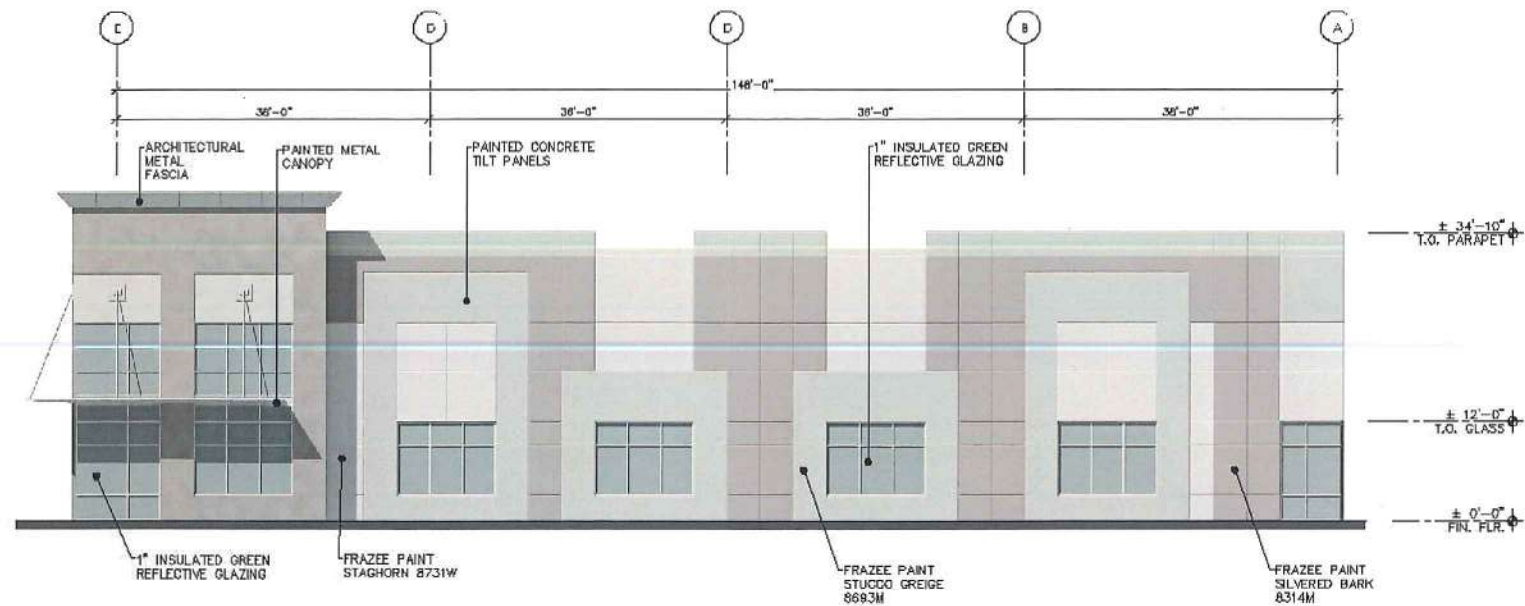 E D D B A
148'-0"
38'-0" 36'-0" 36'-0" 38'-0"
ARCHITECTURAL
METAL
FASCIA
PAINTED METAL
CANOPY
PAINTED CONCRETE
TILT PANELS
1" INSULATED GREEN
REFLECTIVE GLAZING
± 34'-10"
T.O. PARAPET
± 12'-0"
T.O. GLASS
± 0'-0"
FIN. FLR.
1" INSULATED GREEN
REFLECTIVE GLAZING
FRAZEE PAINT
STAGHORN 8731W
FRAZEE PAINT
STUCCO GREIGE
8693M
FRAZEE PAINT
SILVERED BARK
8314M